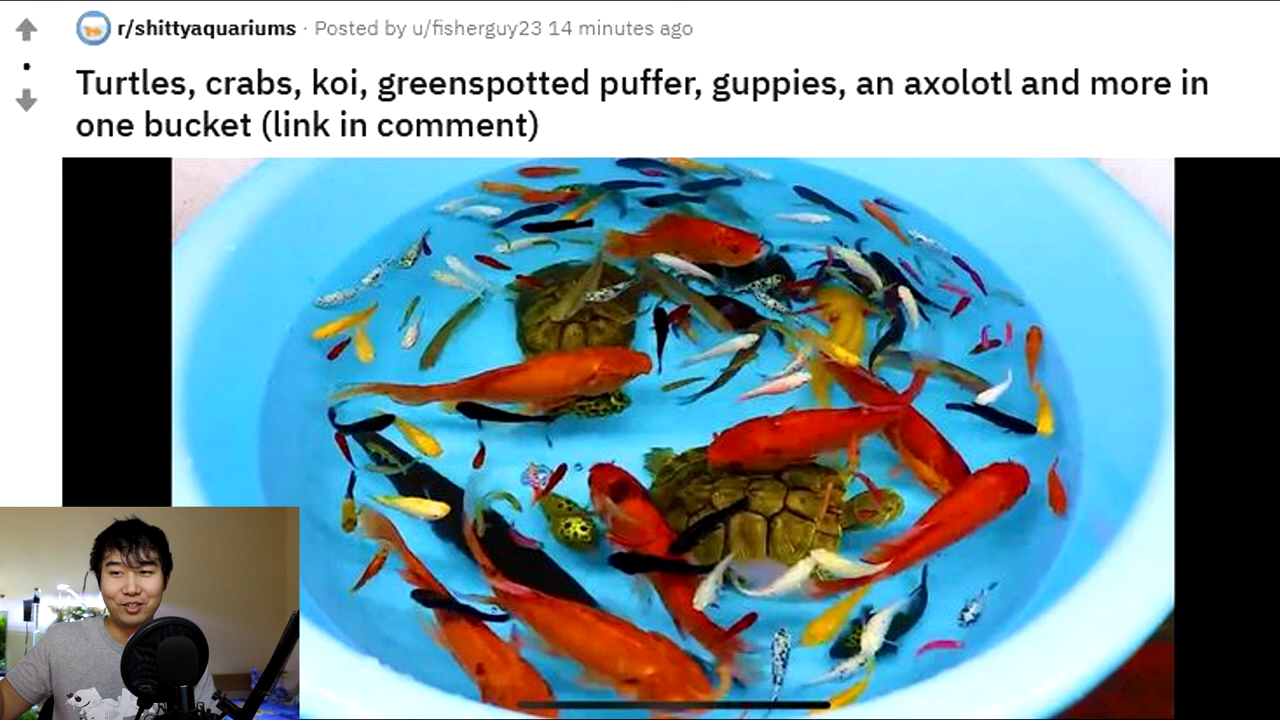 r/shittyaquariums · Posted by u/fisherguy23 14 minutes ago
Turtles, crabs, koi, greenspotted puffer, guppies, an axolotl and more in
one bucket (link in comment)